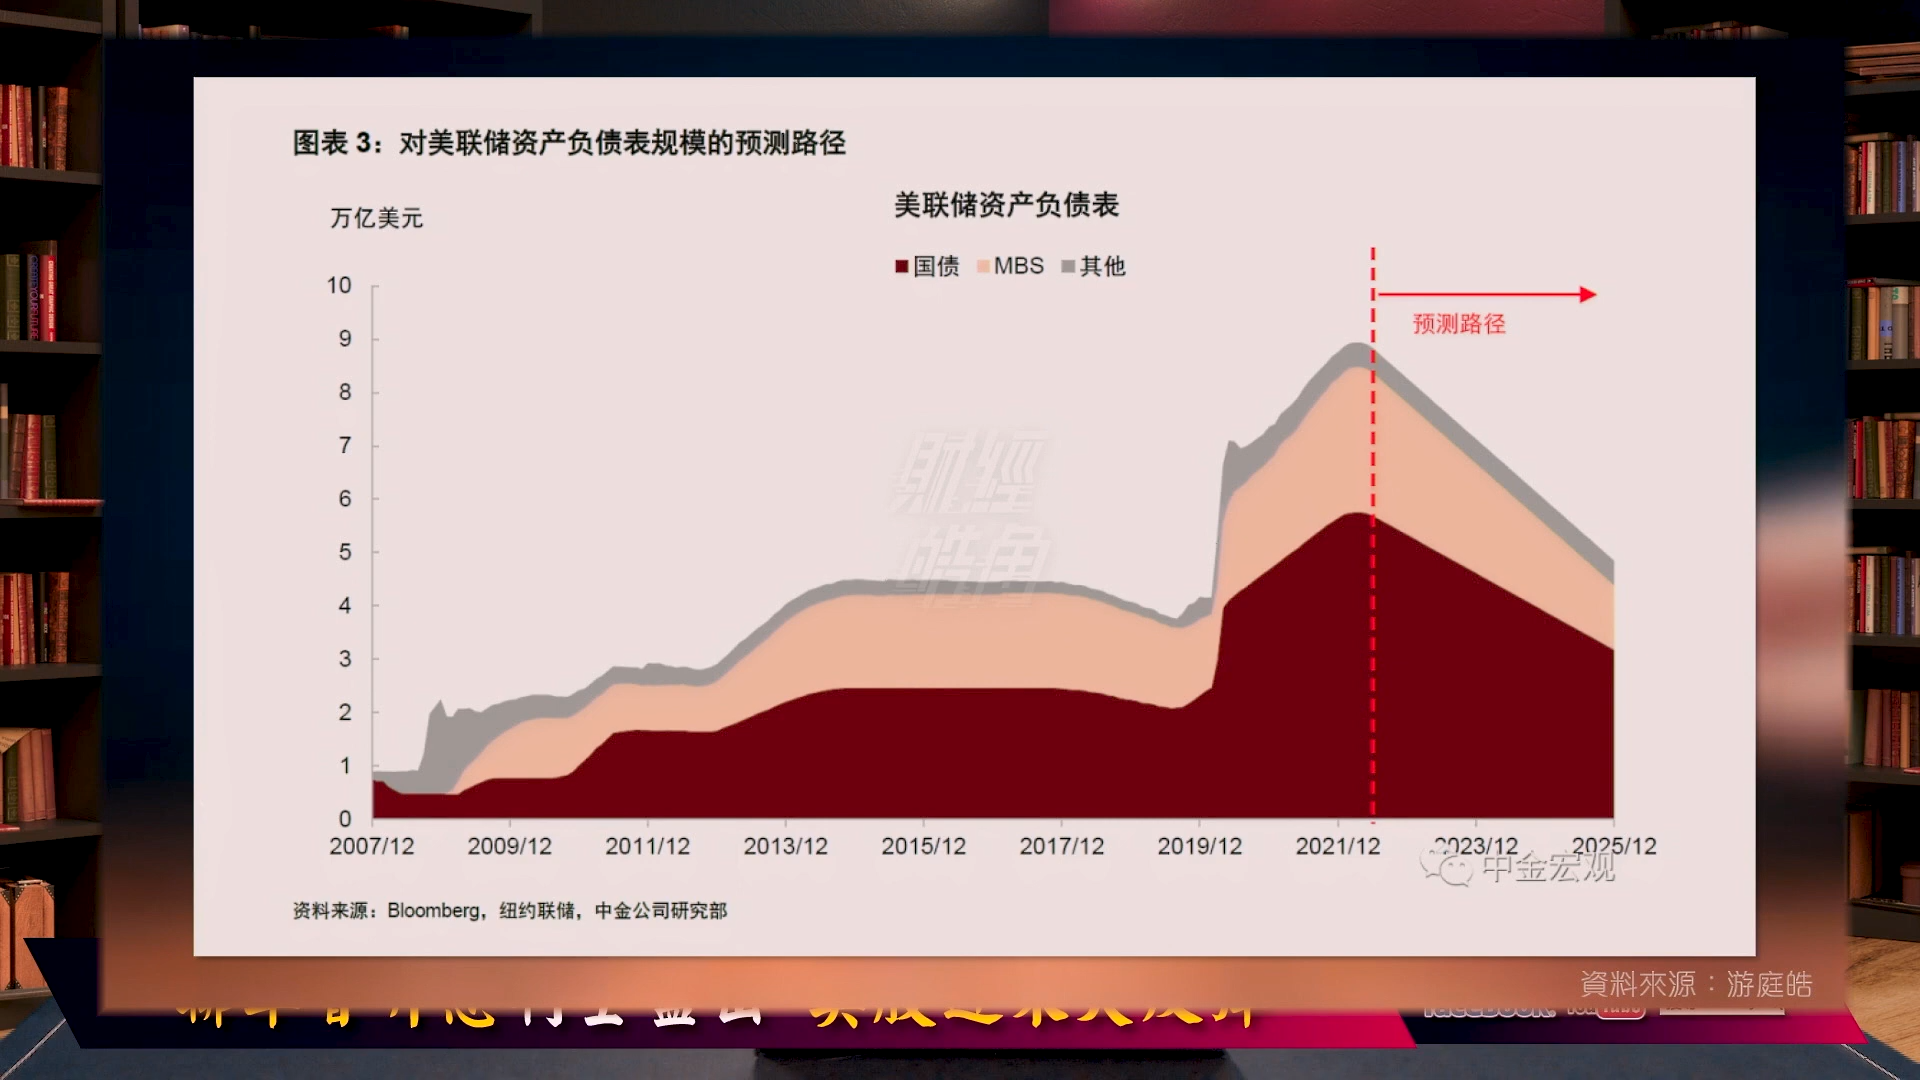 图表 3：对美联储资产负债表规模的预测路径
万亿美元
美联储资产负债表
国债 MBS 其他
预测路径
10
9
8
7
6
5
4
3
2
1
0
財經
皓角
2007/12 2009/12 2011/12 2013/12 2015/12 2017/12 2019/12 2021/12 2023/12 2025/12
中金宏观
资料来源：Bloomberg，纽约联储，中金公司研究部
資料來源：游庭皓